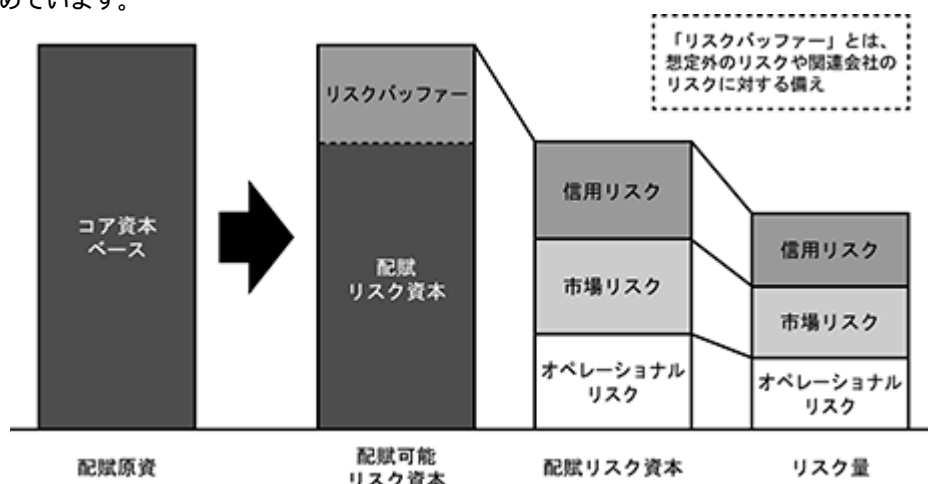 めています。
「リスクバッファー」とは、
想定外のリスクや関連会社の
リスクに対する備え
リスクバッファー
コア資本
ベース
配賦
リスク資本
信用リスク
市場リスク
オペレーショナル
リスク
信用リスク
市場リスク
オペレーショナル
リスク
配賦原資
配賦可能
リスク資本
配賦リスク資本
リスク量